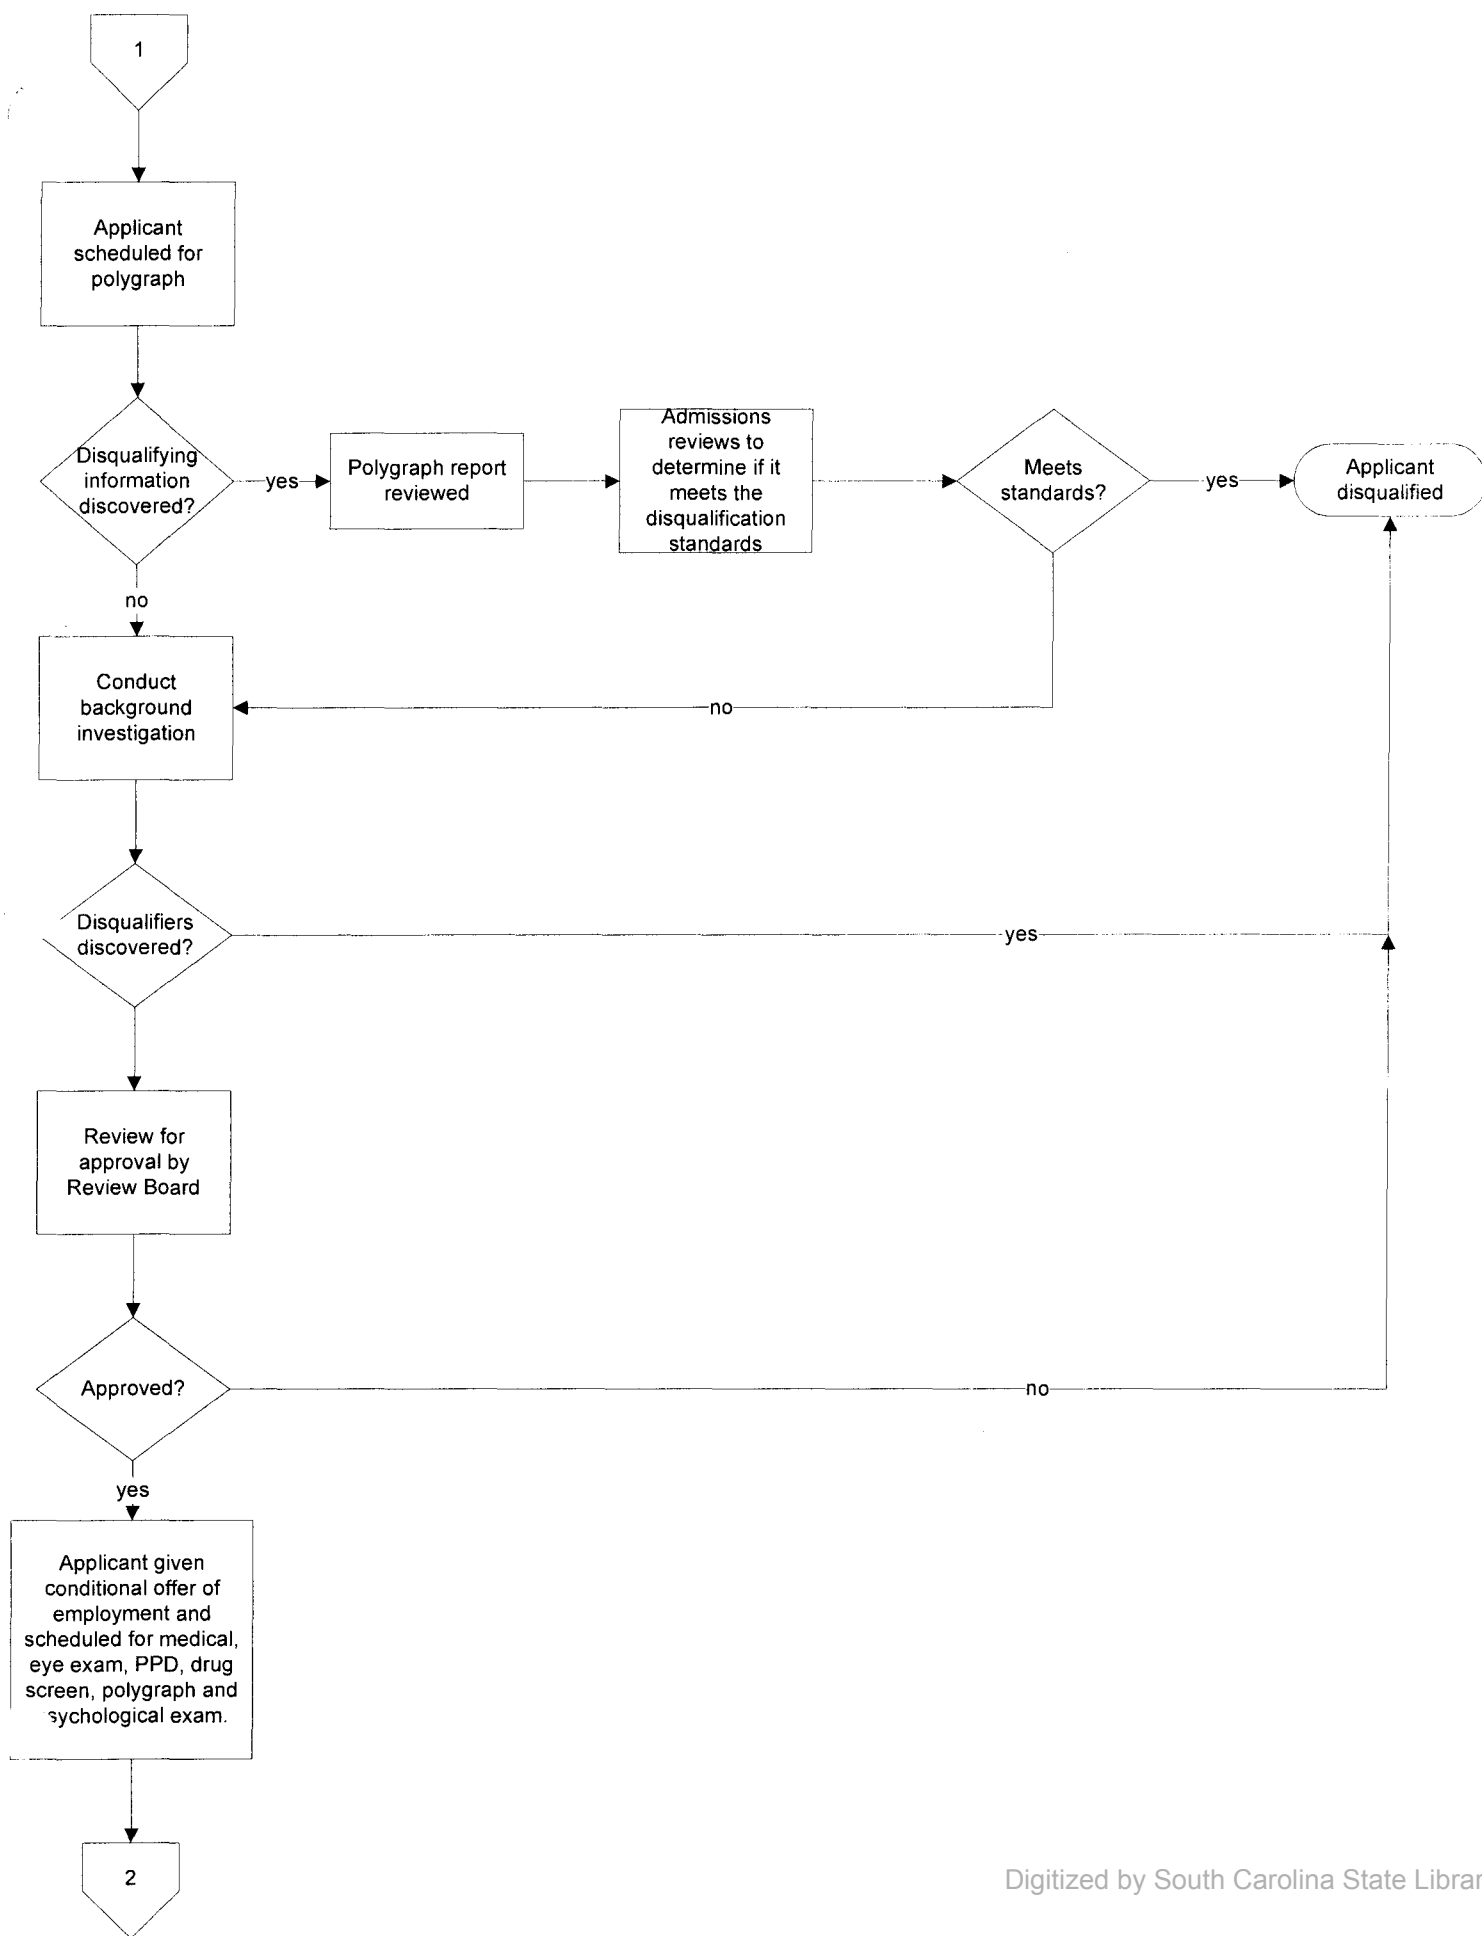 1
Applicant
scheduled for
polygraph
Disqualifying
information
discovered?
yes
Polygraph report
reviewed
Admissions
reviews to
determine if it
meets the
disqualification
standards
Meets
standards?
yes
Applicant
disqualified
no
Conduct
background
investigation
no
Disqualifiers
discovered?
yes
Review for
approval by
Review Board
Approved?
no
yes
Applicant given
conditional offer of
employment and
scheduled for medical,
eye exam, PPD, drug
screen, polygraph and
sychological exam.
2
Digitized by South Carolina State Librar